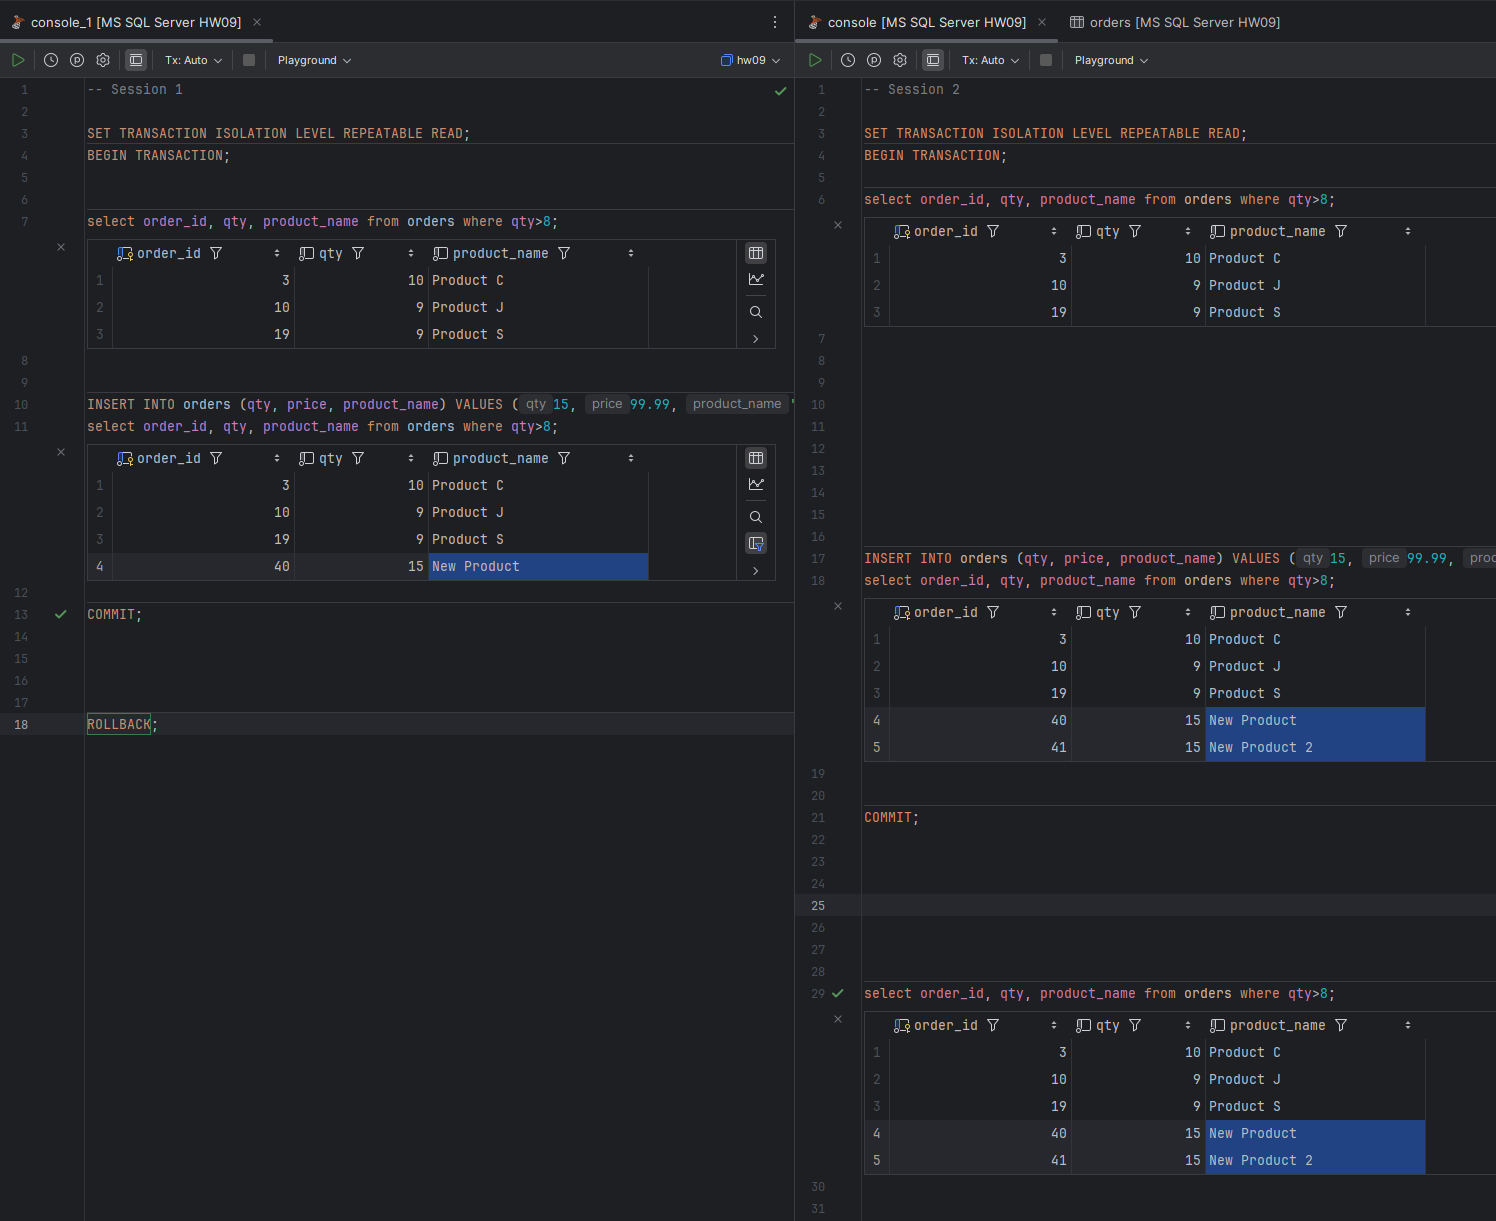 console_1 [MS SQL Server HW09]
Tx: Auto
Playground
hw09
1 -- Session 1
2
3 SET TRANSACTION ISOLATION LEVEL REPEATABLE READ;
4 BEGIN TRANSACTION;
5
6
7 select order_id, qty, product_name from orders where qty>8;
order_id qty product_name
1 3 10 Product C
2 10 9 Product J
3 19 9 Product S
8
9
10 INSERT INTO orders (qty, price, product_name) VALUES ( qty 15, price 99.99, product_name '
11 select order_id, qty, product_name from orders where qty>8;
order_id qty product_name
1 3 10 Product C
2 10 9 Product J
3 19 9 Product S
4 40 15 New Product
12
13 COMMIT;
14
15
16
17
18 ROLLBACK;
console [MS SQL Server HW09]
orders [MS SQL Server HW09]
Tx: Auto
Playground
1 -- Session 2
2
3 SET TRANSACTION ISOLATION LEVEL REPEATABLE READ;
4 BEGIN TRANSACTION;
5
6 select order_id, qty, product_name from orders where qty>8;
order_id qty product_name
1 3 10 Product C
2 10 9 Product J
3 19 9 Product S
7
8
9
10
11
12
13
14
15
16
17 INSERT INTO orders (qty, price, product_name) VALUES ( qty 15, price 99.99, proc
18 select order_id, qty, product_name from orders where qty>8;
order_id qty product_name
1 3 10 Product C
2 10 9 Product J
3 19 9 Product S
4 40 15 New Product
5 41 15 New Product 2
19
20
21 COMMIT;
22
23
24
25
26
27
28
29 select order_id, qty, product_name from orders where qty>8;
order_id qty product_name
1 3 10 Product C
2 10 9 Product J
3 19 9 Product S
4 40 15 New Product
5 41 15 New Product 2
30
31